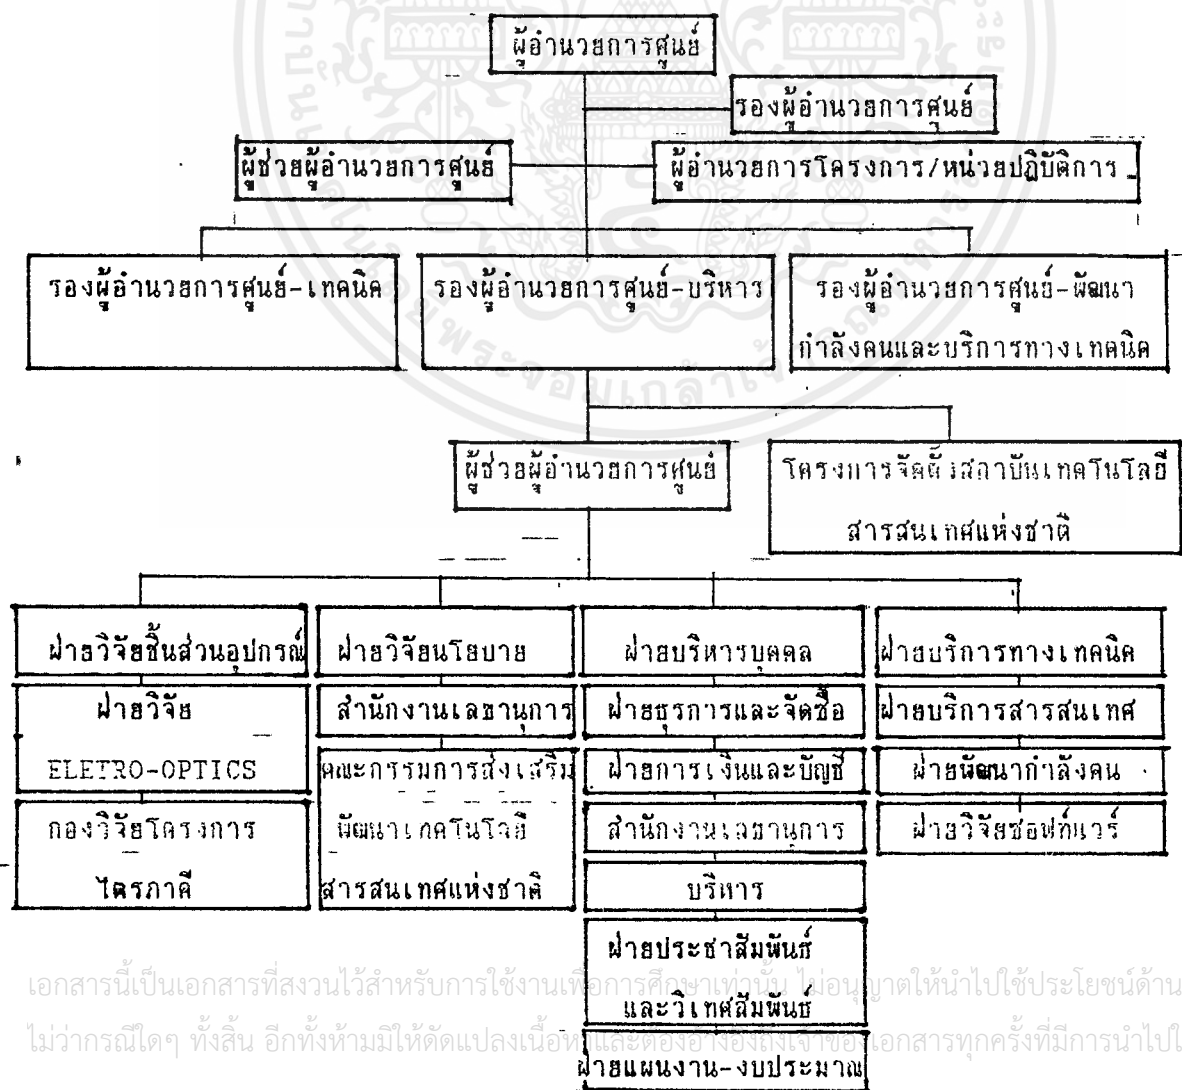 ผู้อำนวยการศูนย์
รองผู้อำนวยการศูนย์
ผู้ช่วยผู้อำนวยการศูนย์
ผู้อำนวยการโครงการ/หน่วยปฏิบัติการ
รองผู้อำนวยการศูนย์-เทคนิค
รองผู้อำนวยการศูนย์-บริหาร
รองผู้อำนวยการศูนย์-พัฒนา
กำลังคนและบริการทางเทคนิค
ผู้ช่วยผู้อำนวยการศูนย์
โครงการจัดตั้งสถาบันเทคโนโลยี
สารสนเทศแห่งชาติ
ฝ่ายวิจัยชิ้นส่วนอุปกรณ์
ฝ่ายวิจัย
ELETRO-OPTICS
กองวิจัยโครงการ
ไตรภาคี
ฝ่ายวิจัยนโยบาย
สำนักงานเลขานุการ
คณะกรรมการส่งเสริม
พัฒนาเทคโนโลยี
สารสนเทศแห่งชาติ
ฝ่ายบริหารบุคคล
ฝ่ายธุรการและจัดซื้อ
ฝ่ายการเงินและบัญชี
สำนักงานเลขานุการ
บริหาร
ฝ่ายประชาสัมพันธ์
และวิเทศสัมพันธ์
ฝ่ายแผนงาน-งบประมาณ
ฝ่ายบริการทางเทคนิค
ฝ่ายบริการสารสนเทศ
ฝ่ายพัฒนากำลังคน
ฝ่ายวิจัยซอฟท์แวร์
พระจอมเกล้าเจ้า
เอกสารนี้เป็นเอกสารที่สงวนไว้สำหรับการใช้งานเพื่อการศึกษาเท่านั้น ไม่อนุญาตให้นำไปใช้ประโยชน์ด้าน
ไม่ว่ากรณีใดๆ ทั้งสิ้น อีกทั้งห้ามมิให้ดัดแปลงเนื้อหาและต้องอ้างอิงถึงเจ้าของเอกสารทุกครั้งที่มีการนำไปใ